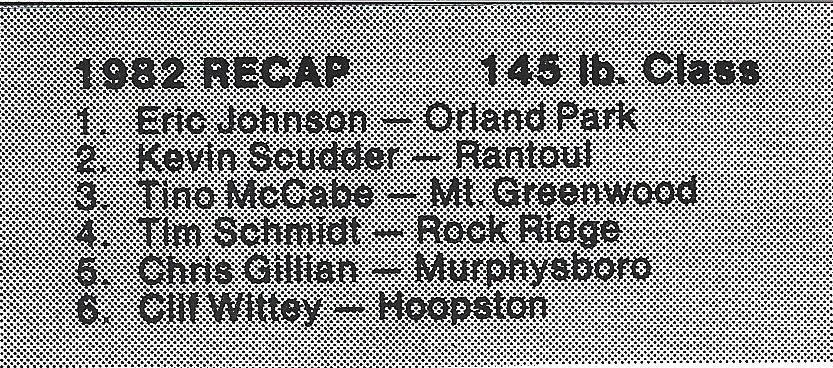 1982 RECAP 145 lb. Class
1. Eric Johnson — Orland Park
2. Kevin Scudder — Rantoul
3. Tino McCabe — Mt. Greenwood
4. Tim Schmidt — Rock Ridge
5. Chris Gillian — Murphysboro
6. Clif Wittey — Hoopston